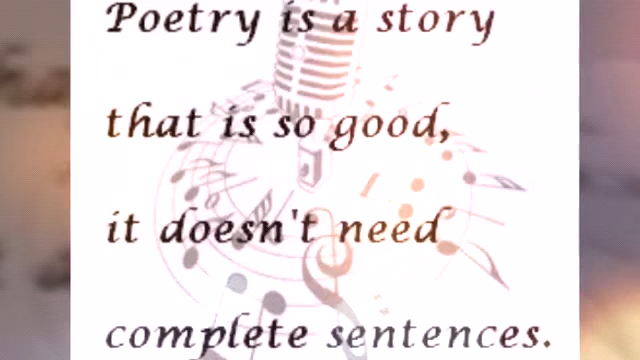 Poetry is a story
that is so good,
it doesn't need
complete sentences.